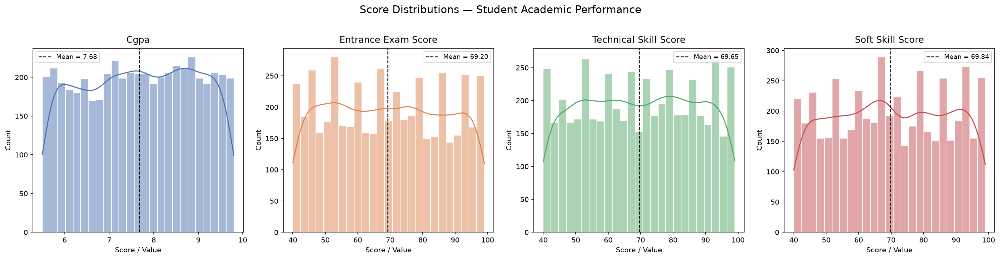 Score Distributions — Student Academic Performance
Cgpa
Mean = 7.68
Count
200
150
100
50
0
6 7 8 9 10
Score / Value
Entrance Exam Score
Mean = 69.20
Count
250
200
150
100
50
0
40 50 60 70 80 90 100
Score / Value
Technical Skill Score
Mean = 69.65
Count
250
200
150
100
50
0
40 50 60 70 80 90 100
Score / Value
Soft Skill Score
Mean = 69.84
Count
300
250
200
150
100
50
0
40 50 60 70 80 90 100
Score / Value